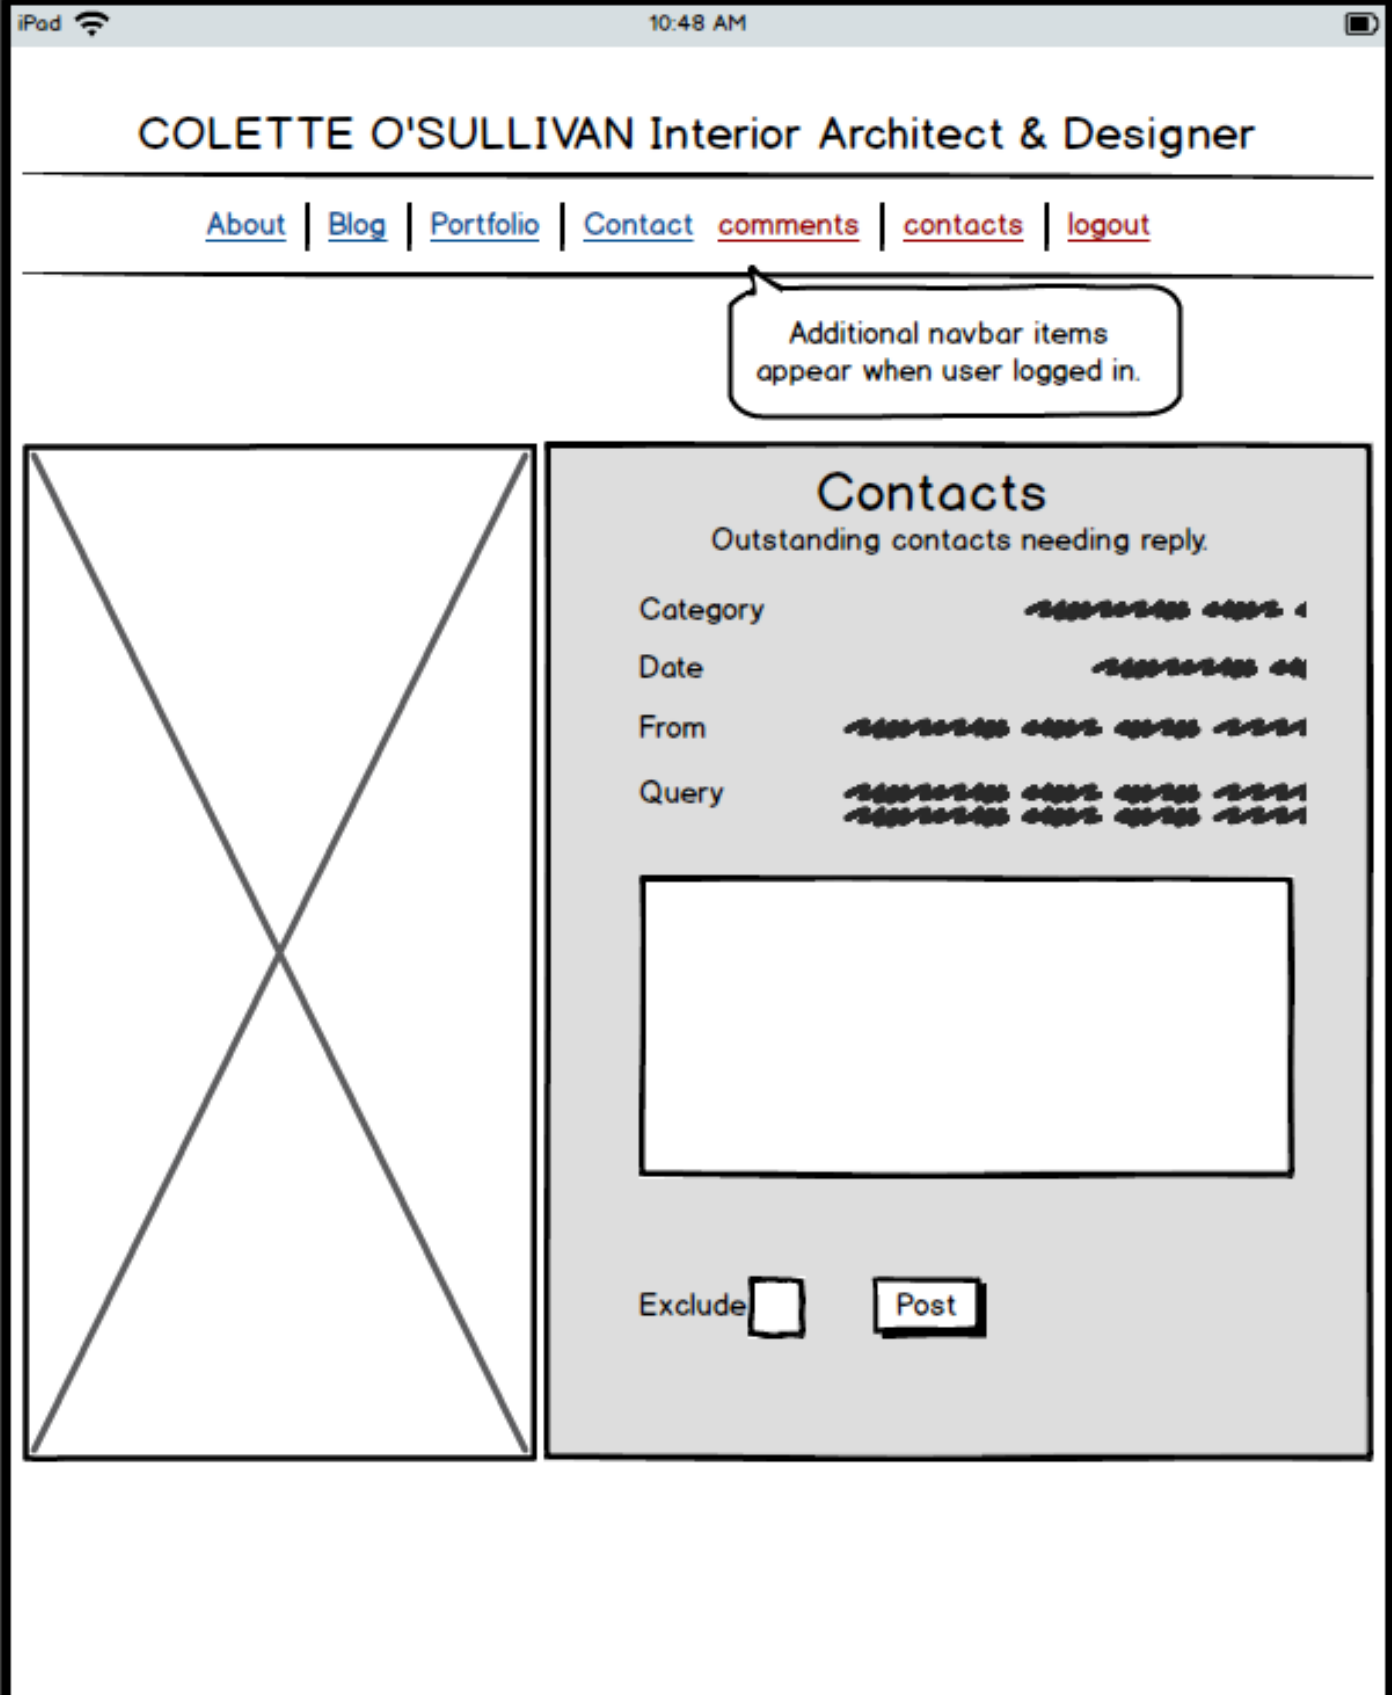 iPad 10:48 AM
COLETTE O'SULLIVAN Interior Architect & Designer
About Blog Portfolio Contact comments contacts logout
Additional navbar items
appear when user logged in.
Contacts
Outstanding contacts needing reply.
Category
Date
From
Query
Exclude Post